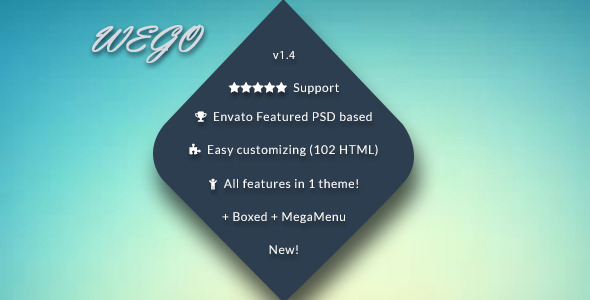 WEGO
v1.4
Support
Envato Featured PSD based
Easy customizing (102 HTML)
All features in 1 theme!
+ Boxed + MegaMenu
New!